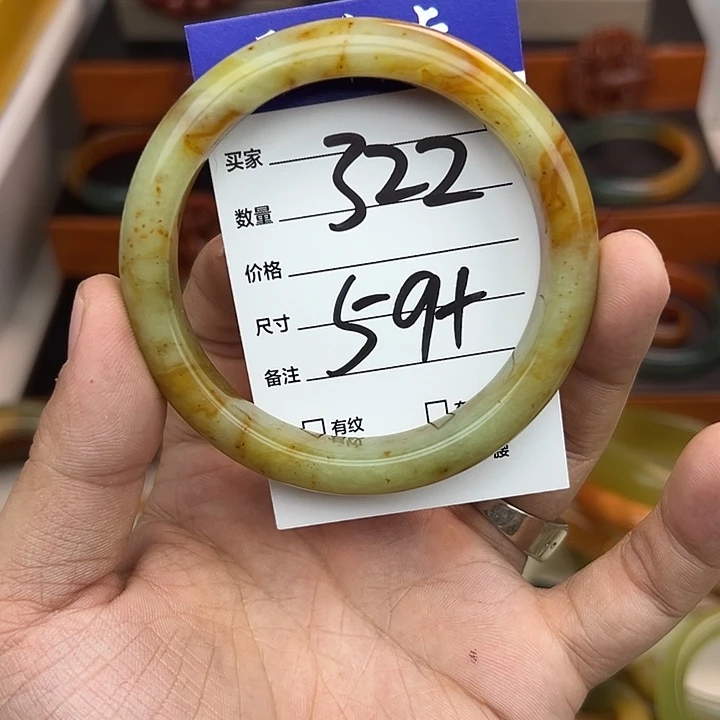 买家 322
数量
价格
尺寸 59+
备注
□ 有纹 □